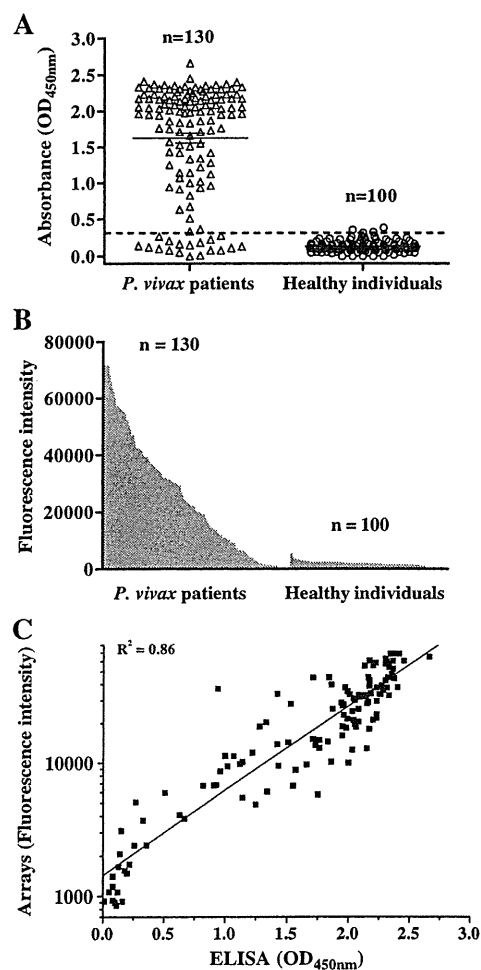 A
n=130
n=100
Absorbance (OD450nm)
3.0
2.5
2.0
1.5
1.0
0.5
0.0
P. vivax patients
Healthy individuals
B
n = 130
n = 100
Fluorescence intensity
80000
60000
40000
20000
0
P. vivax patients
Healthy individuals
C
R2 = 0.86
Arrays (Fluorescence intensity)
10000
1000
0.0
0.5
1.0
1.5
2.0
2.5
3.0
ELISA (OD450nm)